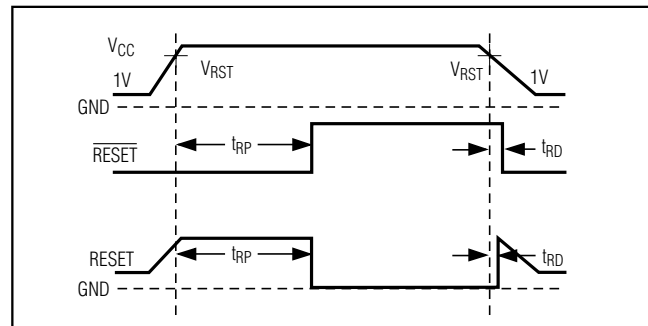 VCC
1V VRST VRST 1V
GND
RESET tRP tRD
RESET tRP tRD
GND